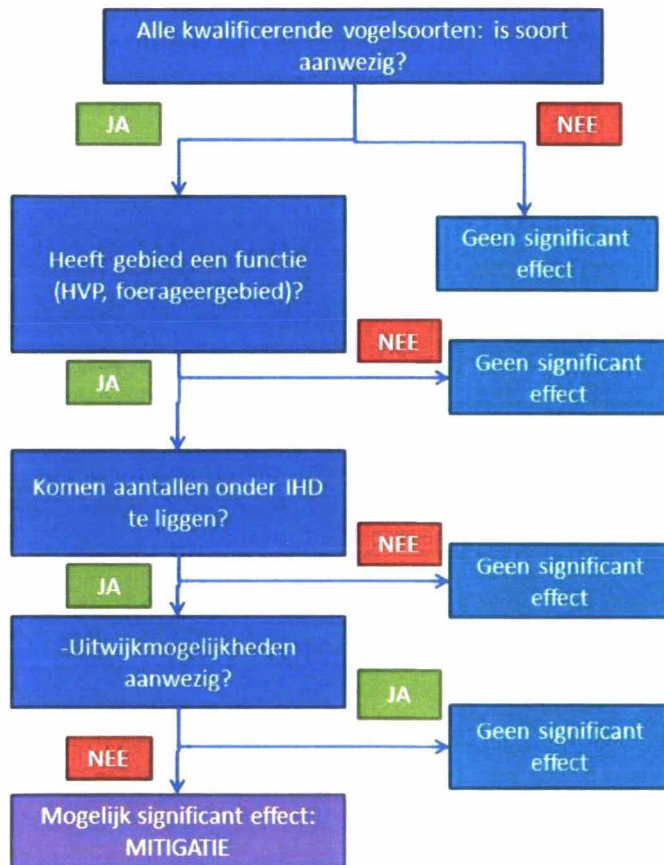 Alle kwalificerende vogelsoorten: is soort
aanwezig?
JA
NEE
Heeft gebied een functie
(HVP, foerageergebied)?
Geen significant
effect
NEE
JA
Geen significant
effect
Komen aantallen onder IHD
te liggen?
NEE
JA
Geen significant
effect
-Uitwijkmogelijkheden
aanwezig?
JA
NEE
Geen significant
effect
Mogelijk significant effect:
MITIGATIE